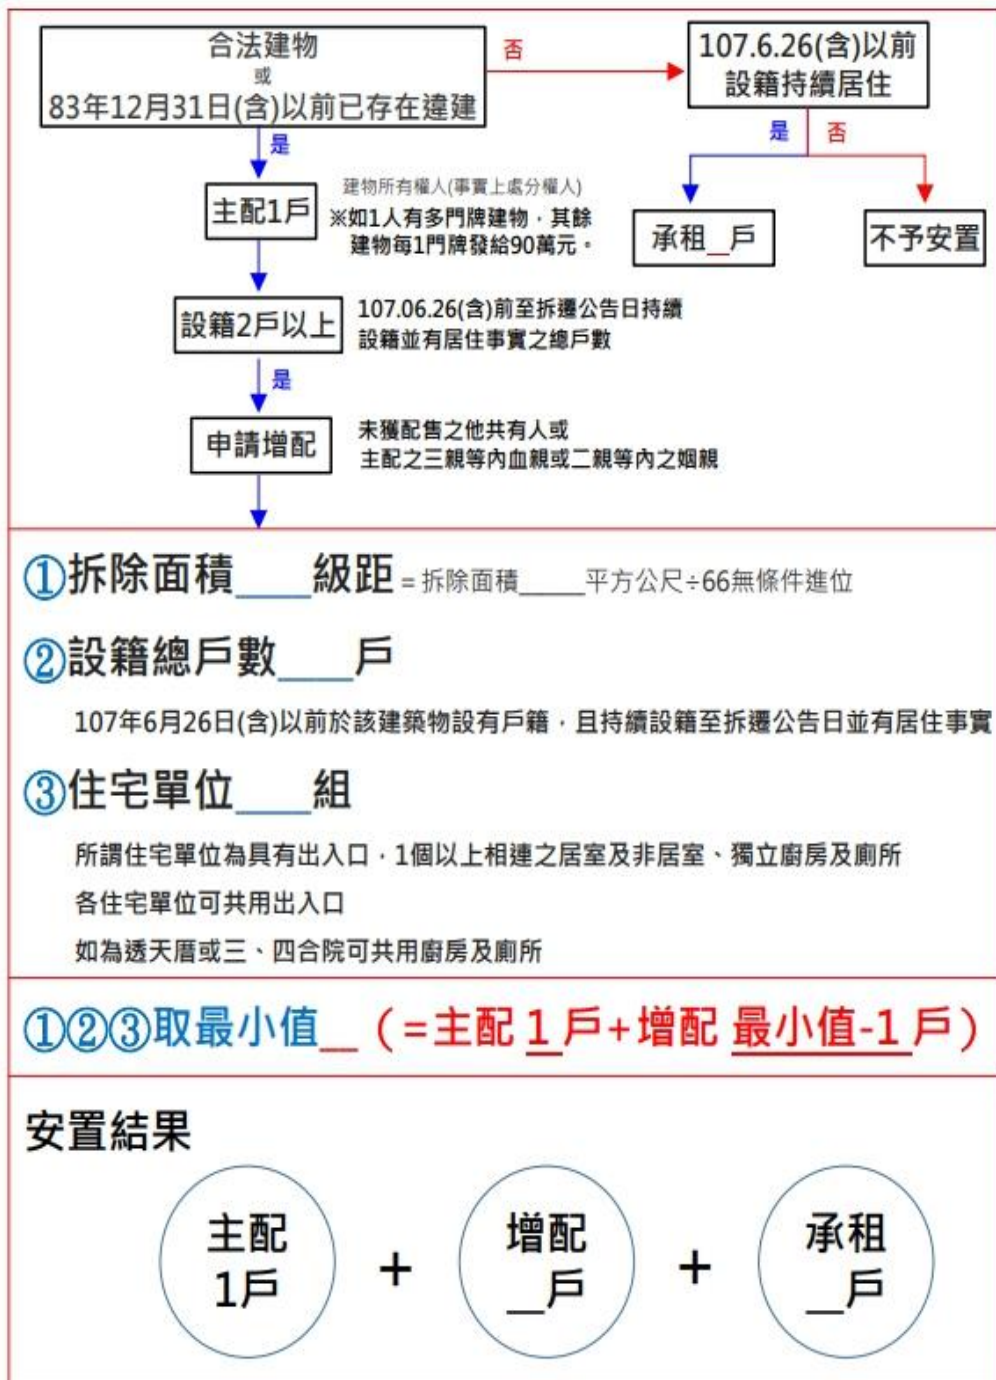 合法建物
或
83年12月31日(含)以前已存在違建
否
107.6.26(含)以前
設籍持續居住
是
是
否
主配1戶
建物所有權人(事實上處分權人)
※如1人有多門牌建物，其餘
建物每1門牌發給90萬元。
承租__戶
不予安置
設籍2戶以上
107.06.26(含)前至拆遷公告日持續
設籍並有居住事實之總戶數
是
申請增配
未獲配售之他共有人或
主配之三親等內血親或二親等內之姻親
①拆除面積____級距 = 拆除面積_____平方公尺÷66無條件進位
②設籍總戶數____戶
107年6月26日(含)以前於該建築物設有戶籍，且持續設籍至拆遷公告日並有居住事實
③住宅單位____組
所謂住宅單位為具有出入口，1個以上相連之居室及非居室、獨立廚房及廁所
各住宅單位可共用出入口
如為透天厝或三、四合院可共用廚房及廁所
①②③取最小值__（=主配 1 戶+增配 最小值-1 戶）
安置結果
主配
1戶
+
增配
__戶
+
承租
__戶